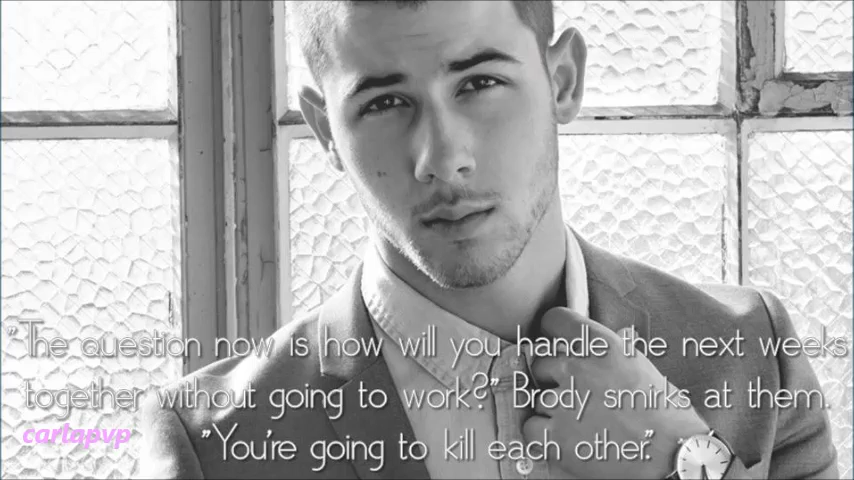 "The question now is how will you handle the next weeks
together without going to work?" Brody smirks at them.
carlapvp
"You're going to kill each other."